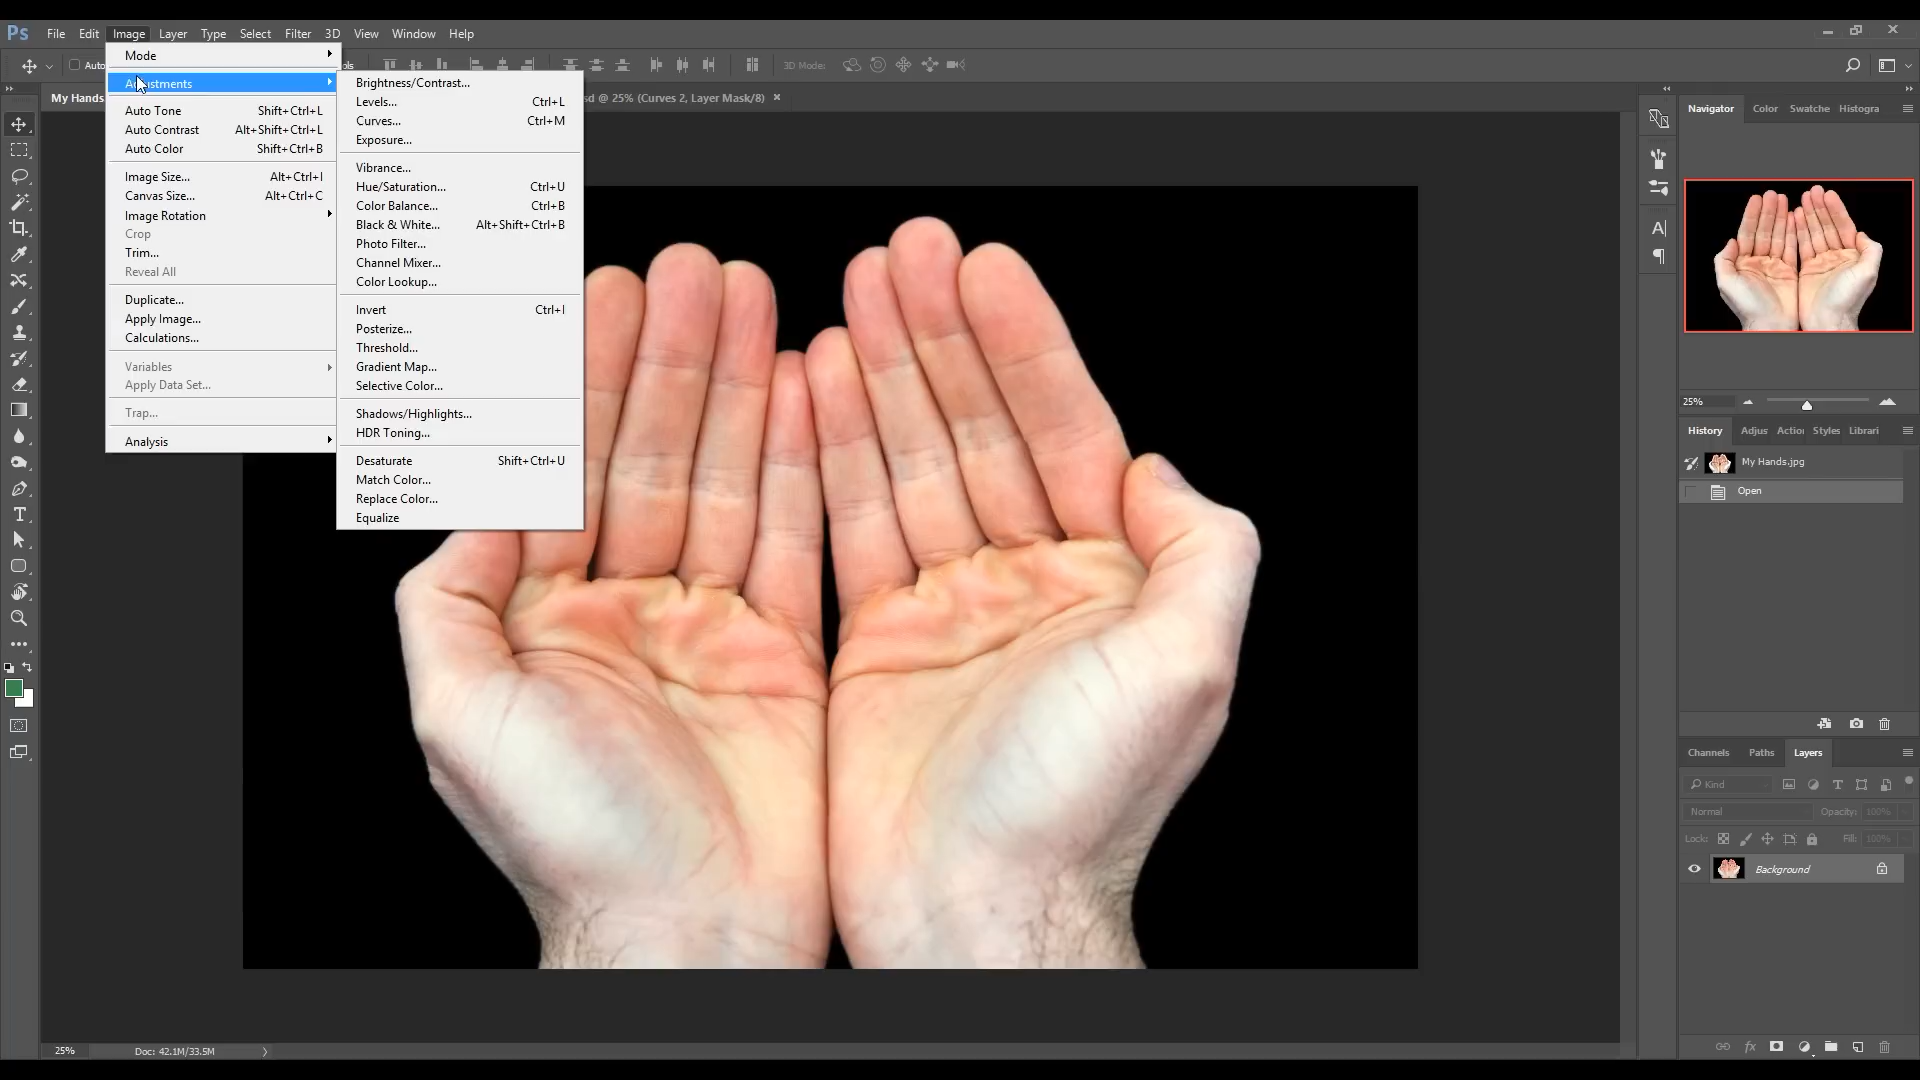 Ps File Edit Image Layer Type Select Filter 3D View Window Help
Auto
ols
3D Mode:
My Hands
sd @ 25% (Curves 2, Layer Mask/8) ×
Mode
Adjustments
Auto Tone Shift+Ctrl+L
Auto Contrast Alt+Shift+Ctrl+L
Auto Color Shift+Ctrl+B
Image Size... Alt+Ctrl+I
Canvas Size... Alt+Ctrl+C
Image Rotation
Crop
Trim...
Reveal All
Duplicate...
Apply Image...
Calculations...
Variables
Apply Data Set...
Trap...
Analysis
Brightness/Contrast...
Levels... Ctrl+L
Curves... Ctrl+M
Exposure...
Vibrance...
Hue/Saturation... Ctrl+U
Color Balance... Ctrl+B
Black & White... Alt+Shift+Ctrl+B
Photo Filter...
Channel Mixer...
Color Lookup...
Invert Ctrl+I
Posterize...
Threshold...
Gradient Map...
Selective Color...
Shadows/Highlights...
HDR Toning...
Desaturate Shift+Ctrl+U
Match Color...
Replace Color...
Equalize
Navigator Color Swatche Histogra
25%
History Adjus Action Styles Librari
My Hands.jpg
Open
Channels Paths Layers
Kind
Normal Opacity: 100%
Lock: Fill: 100%
Background
fx
25% Doc: 42.1M/33.5M